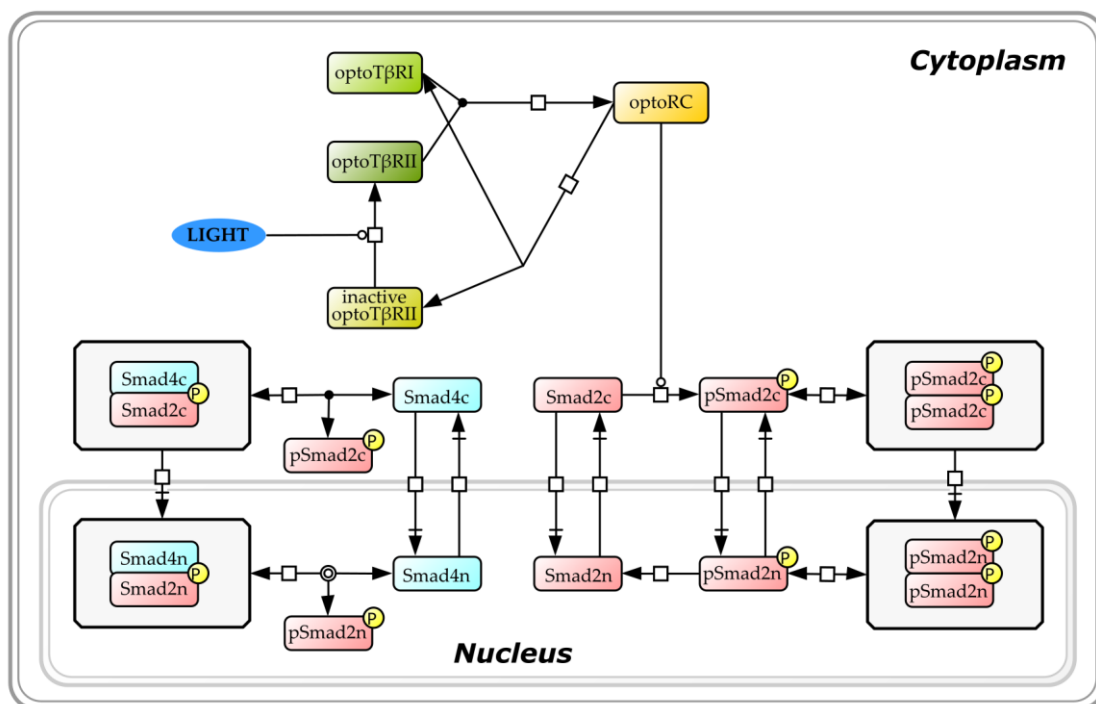 Cytoplasm
optoTβRI
optoRC
optoTβRII
LIGHT
inactive
optoTβRII
Smad4c
P
Smad2c
Smad4c
P
pSmad2c
Smad2c
P
pSmad2c
P
pSmad2c
P
pSmad2c
Smad4n
P
Smad2n
Smad4n
P
pSmad2n
Smad2n
P
pSmad2n
P
pSmad2n
P
pSmad2n
Nucleus